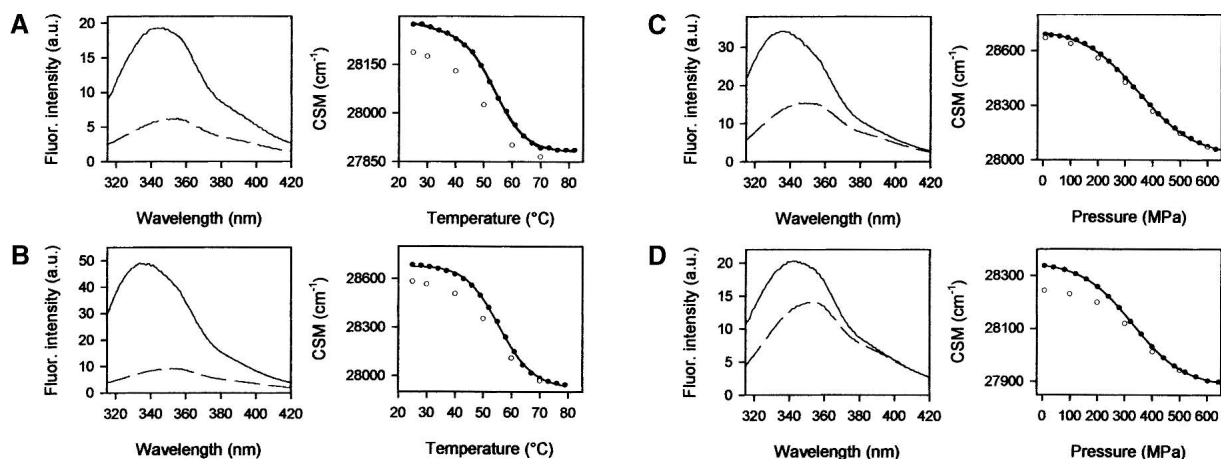 A
Fluor. intensity (a.u.)
20
15
10
5
0
320 340 360 380 400 420
Wavelength (nm)
CSM (cm-1)
28150
28000
27850
20 30 40 50 60 70 80
Temperature (°C)
C
Fluor. intensity (a.u.)
30
20
10
0
320 340 360 380 400 420
Wavelength (nm)
CSM (cm-1)
28600
28300
28000
0 100 200 300 400 500 600
Pressure (MPa)
B
Fluor. intensity (a.u.)
50
40
30
20
10
0
320 340 360 380 400 420
Wavelength (nm)
CSM (cm-1)
28600
28300
28000
20 30 40 50 60 70 80
Temperature (°C)
D
Fluor. intensity (a.u.)
20
15
10
5
0
320 340 360 380 400 420
Wavelength (nm)
CSM (cm-1)
28300
28100
27900
0 100 200 300 400 500 600
Pressure (MPa)